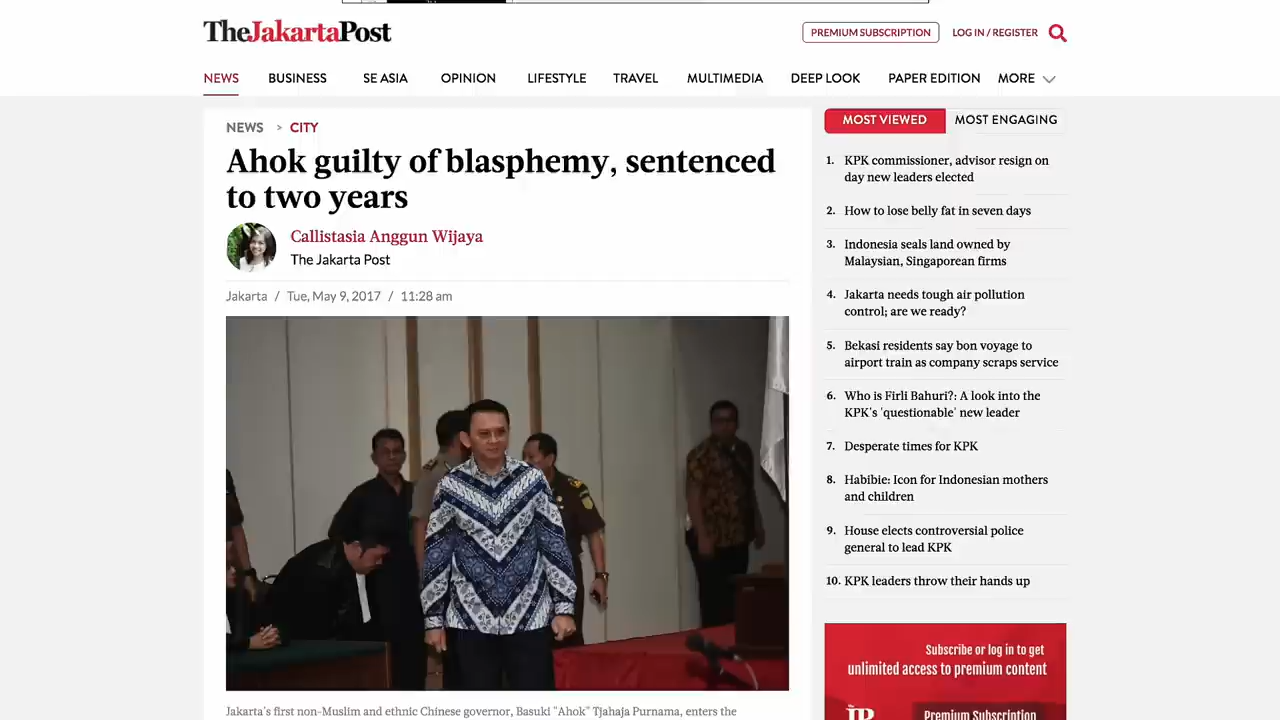 TheJakartaPost
PREMIUM SUBSCRIPTION
LOG IN / REGISTER
NEWS
BUSINESS
SE ASIA
OPINION
LIFESTYLE
TRAVEL
MULTIMEDIA
DEEP LOOK
PAPER EDITION
MORE
NEWS > CITY
Ahok guilty of blasphemy, sentenced
to two years
Callistasia Anggun Wijaya
The Jakarta Post
Jakarta / Tue, May 9, 2017 / 11:28 am
Jakarta's first non-Muslim and ethnic Chinese governor, Basuki "Ahok" Tjahaja Purnama, enters the
MOST VIEWED
MOST ENGAGING
1. KPK commissioner, advisor resign on
day new leaders elected
2. How to lose belly fat in seven days
3. Indonesia seals land owned by
Malaysian, Singaporean firms
4. Jakarta needs tough air pollution
control; are we ready?
5. Bekasi residents say bon voyage to
airport train as company scraps service
6. Who is Firli Bahuri?: A look into the
KPK's 'questionable' new leader
7. Desperate times for KPK
8. Habibie: Icon for Indonesian mothers
and children
9. House elects controversial police
general to lead KPK
10. KPK leaders throw their hands up
Subscribe or log in to get
unlimited access to premium content
The
JP
Premium Subscription